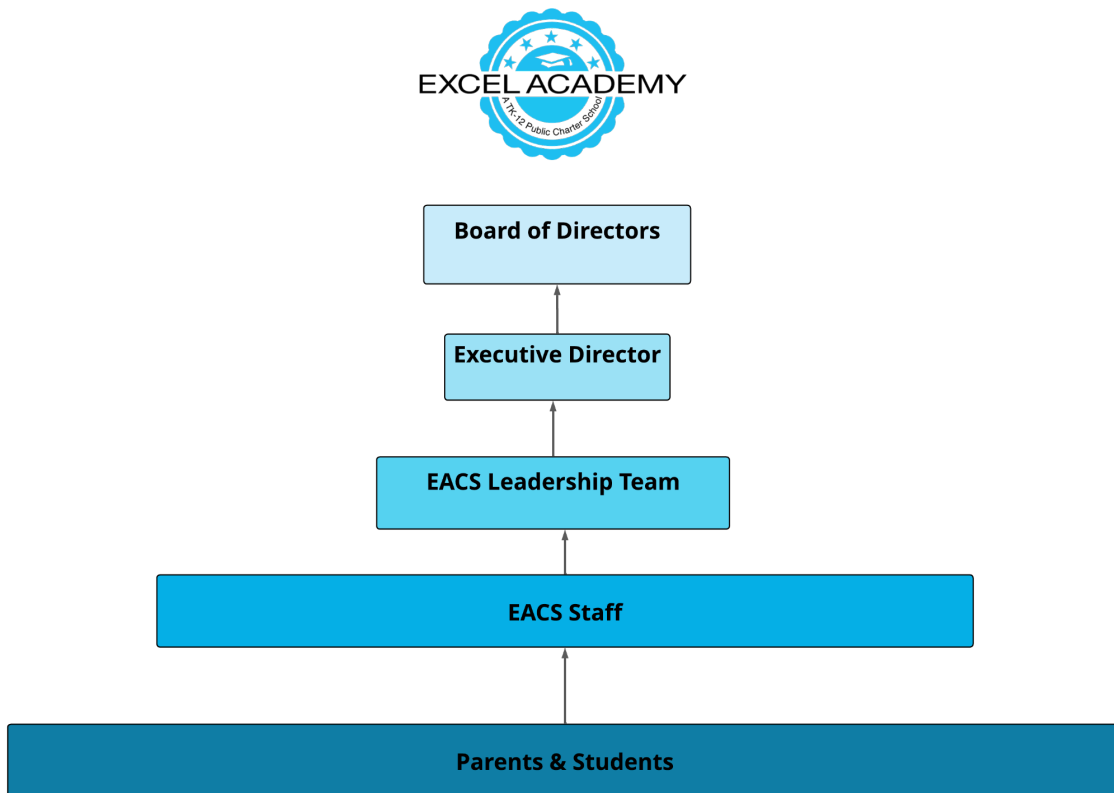 EXCEL ACADEMY
A TK-12 Public Charter School
Board of Directors
Executive Director
EACS Leadership Team
EACS Staff
Parents & Students